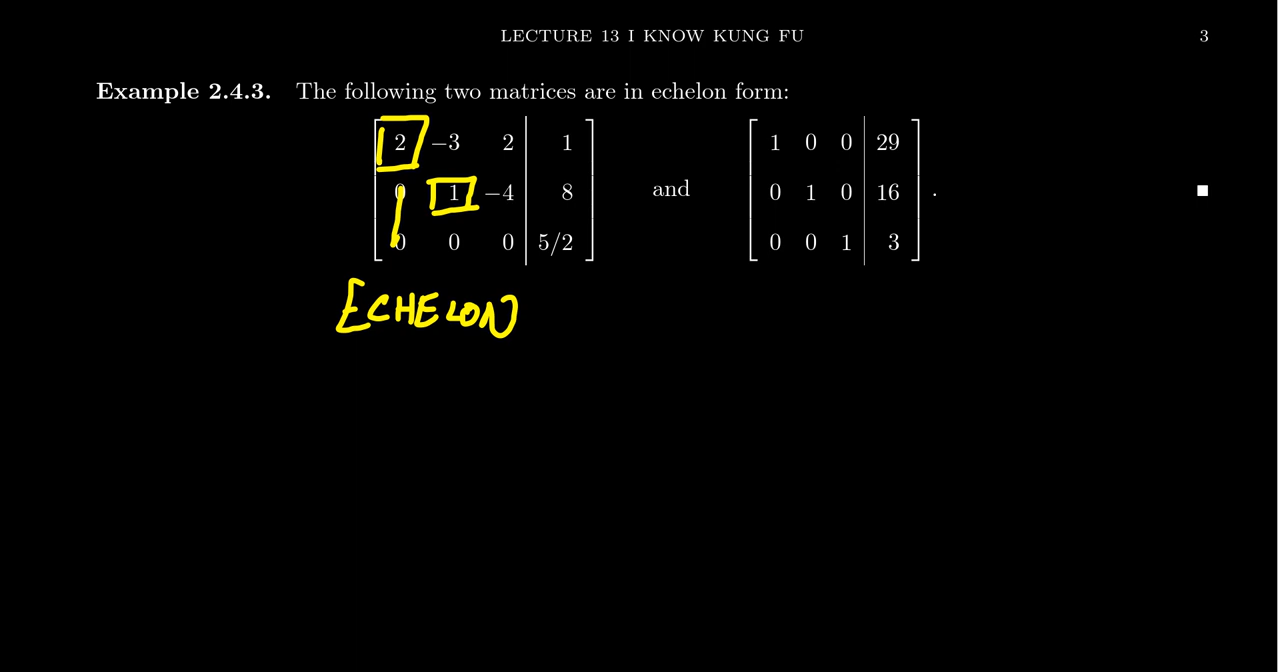 LECTURE 13 I KNOW KUNG FU 3
Example 2.4.3. The following two matrices are in echelon form:
2 −3 2 1 1 0 0 29
0 1 −4 8 and 0 1 0 16 .
0 0 0 5/2 0 0 1 3
ECHELON